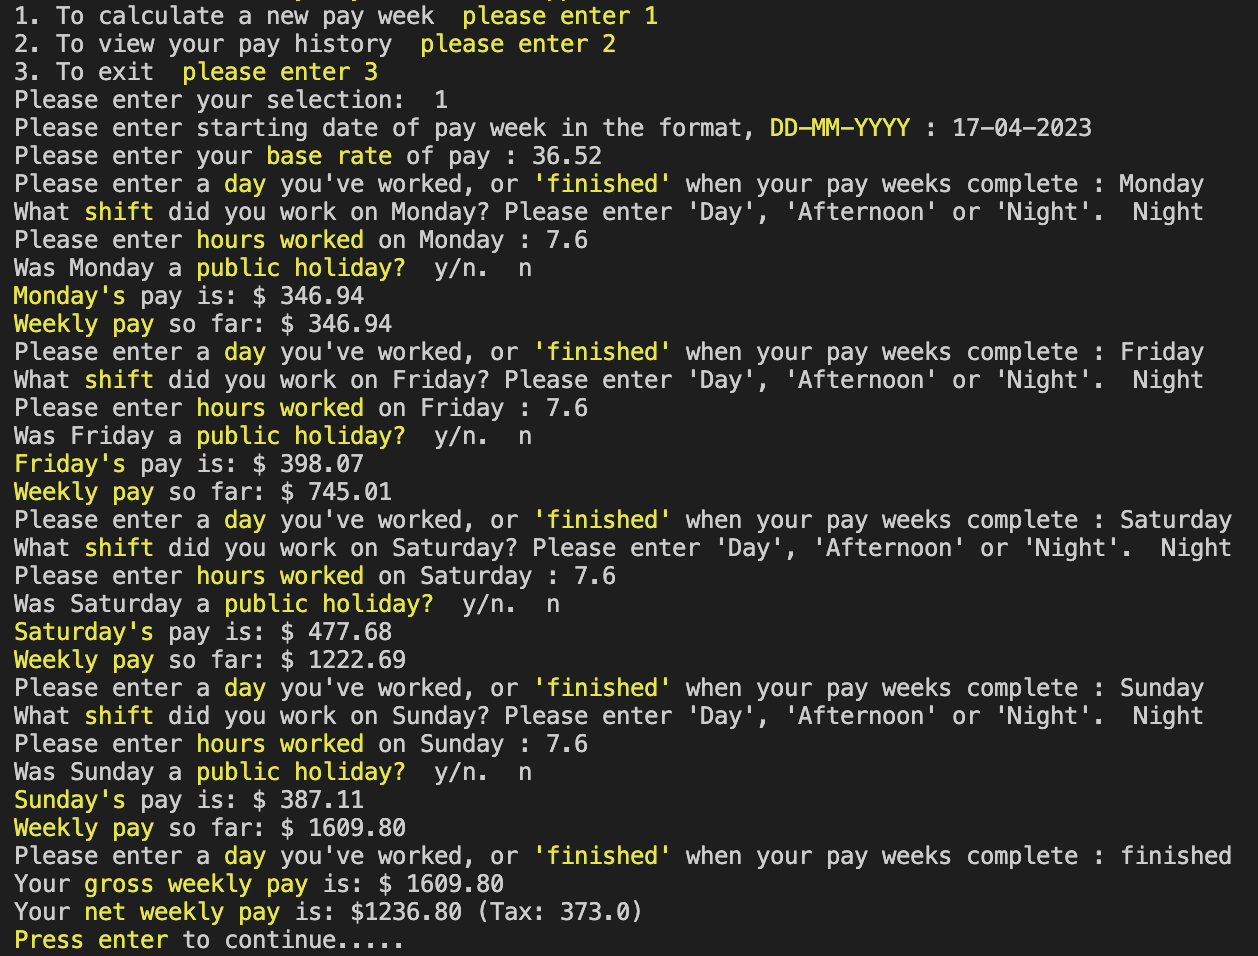 1. To calculate a new pay week  please enter 1
2. To view your pay history  please enter 2
3. To exit  please enter 3
Please enter your selection:  1
Please enter starting date of pay week in the format, DD-MM-YYYY : 17-04-2023
Please enter your base rate of pay : 36.52
Please enter a day you've worked, or 'finished' when your pay weeks complete : Monday
What shift did you work on Monday? Please enter 'Day', 'Afternoon' or 'Night'.  Night
Please enter hours worked on Monday : 7.6
Was Monday a public holiday?  y/n.  n
Monday's pay is: $ 346.94
Weekly pay so far: $ 346.94
Please enter a day you've worked, or 'finished' when your pay weeks complete : Friday
What shift did you work on Friday? Please enter 'Day', 'Afternoon' or 'Night'.  Night
Please enter hours worked on Friday : 7.6
Was Friday a public holiday?  y/n.  n
Friday's pay is: $ 398.07
Weekly pay so far: $ 745.01
Please enter a day you've worked, or 'finished' when your pay weeks complete : Saturday
What shift did you work on Saturday? Please enter 'Day', 'Afternoon' or 'Night'.  Night
Please enter hours worked on Saturday : 7.6
Was Saturday a public holiday?  y/n.  n
Saturday's pay is: $ 477.68
Weekly pay so far: $ 1222.69
Please enter a day you've worked, or 'finished' when your pay weeks complete : Sunday
What shift did you work on Sunday? Please enter 'Day', 'Afternoon' or 'Night'.  Night
Please enter hours worked on Sunday : 7.6
Was Sunday a public holiday?  y/n.  n
Sunday's pay is: $ 387.11
Weekly pay so far: $ 1609.80
Please enter a day you've worked, or 'finished' when your pay weeks complete : finished
Your gross weekly pay is: $ 1609.80
Your net weekly pay is: $1236.80 (Tax: 373.0)
Press enter to continue.....